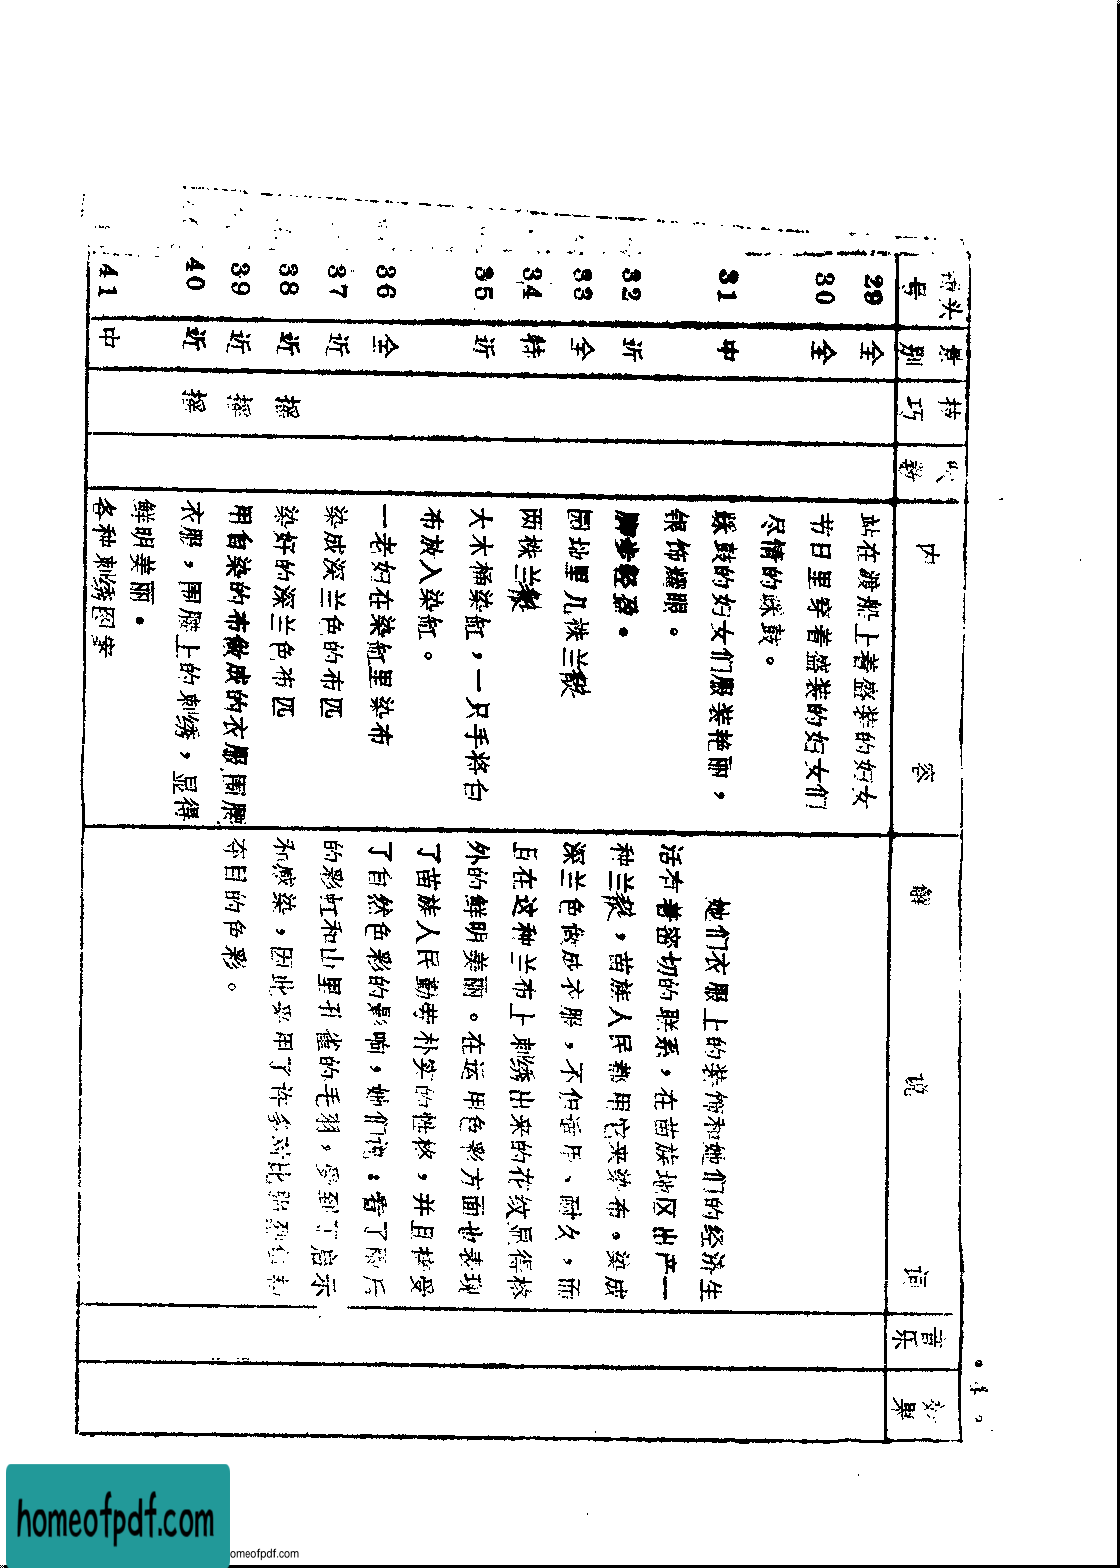 镜头号 景别 技巧 尺数 内容 解说词 音乐 效果
29 全 站在渡船上着盛装的妇女
30 全 节日里穿着盛装的妇女们
尽情的踩鼓。
31 中 踩鼓的妇女们服装艳丽，
银饰耀眼。
32 近 脚步轻盈。
33 全 园地里几株兰靛
34 特 两株兰靛
35 近 大木桶染缸，一只手将白
布放入染缸。
36 全 一老妇在染缸里染布
37 近 染成深兰色的布匹
38 近 摇 染好的深兰色布匹
39 近 摇 用自染的布做成的衣服围腰
40 近 摇 衣服，围腰上的刺绣，显得
鲜明美丽。
41 中 各种刺绣图案
她们衣服上的装饰和她们的经济生
活有着密切的联系，在苗族地区出产一
种兰靛，苗族人民都用它来染布。染成
深兰色做成衣服，不但适用、耐久，而
且在这种兰布上刺绣出来的花纹显得格
外的鲜明美丽。在运用色彩方面也表现
了苗族人民勤劳朴实的性格，并且接受
了自然色彩的影响，她们说：看了雨后
的彩虹和山里孔雀的毛羽，受到了启示
和感染，因此采用了许多对比强烈
夺目的色彩。
homeofpdf.com
omeofpdf.com